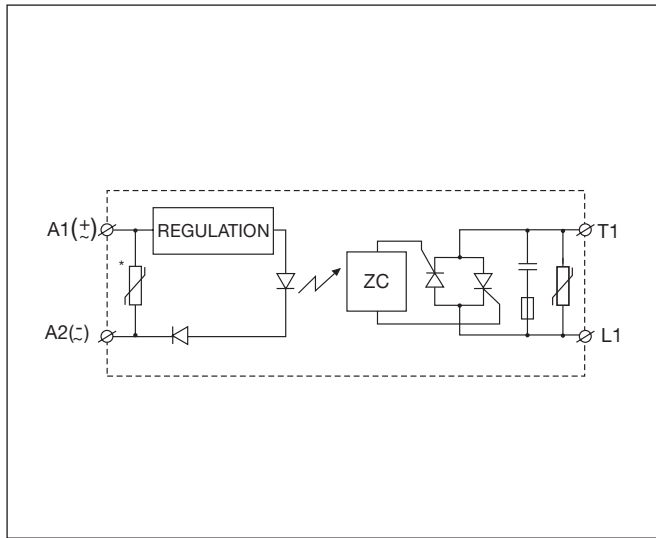 A1(±~)
REGULATION
T1
*
ZC
A2(-~)
L1